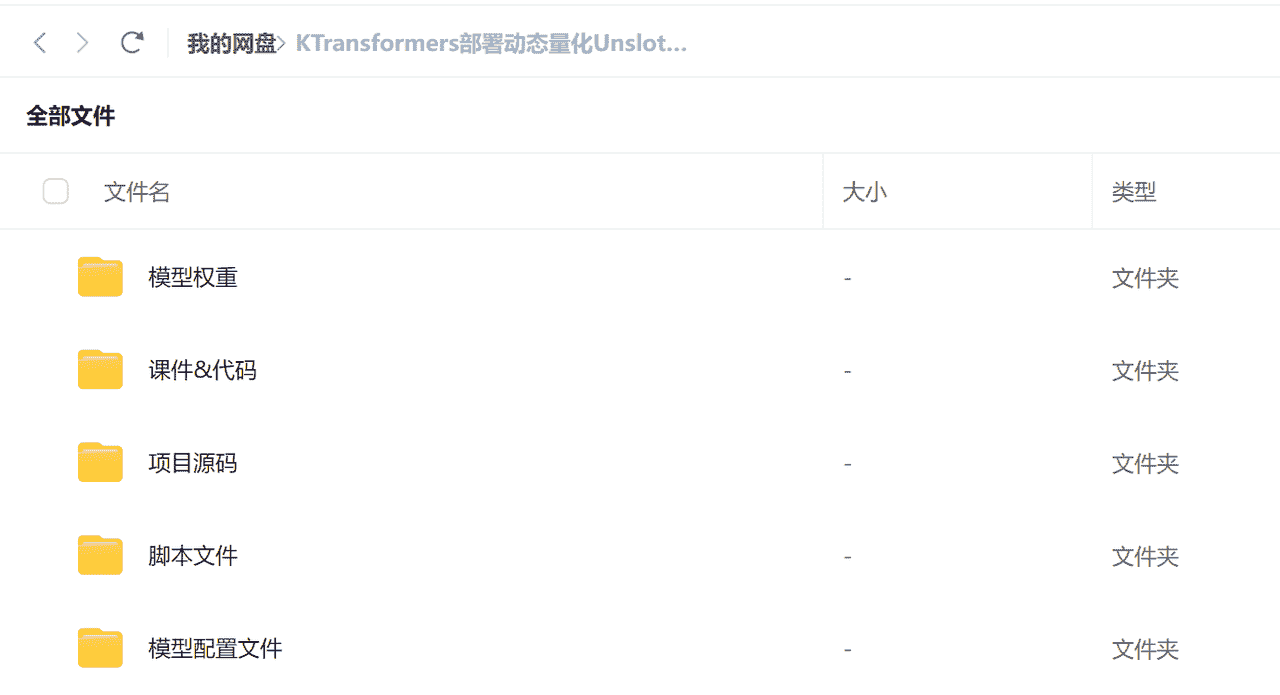 我的网盘> KTransformers部署动态量化Unslot...
全部文件
文件名 大小 类型
模型权重 - 文件夹
课件&代码 - 文件夹
项目源码 - 文件夹
脚本文件 - 文件夹
模型配置文件 - 文件夹